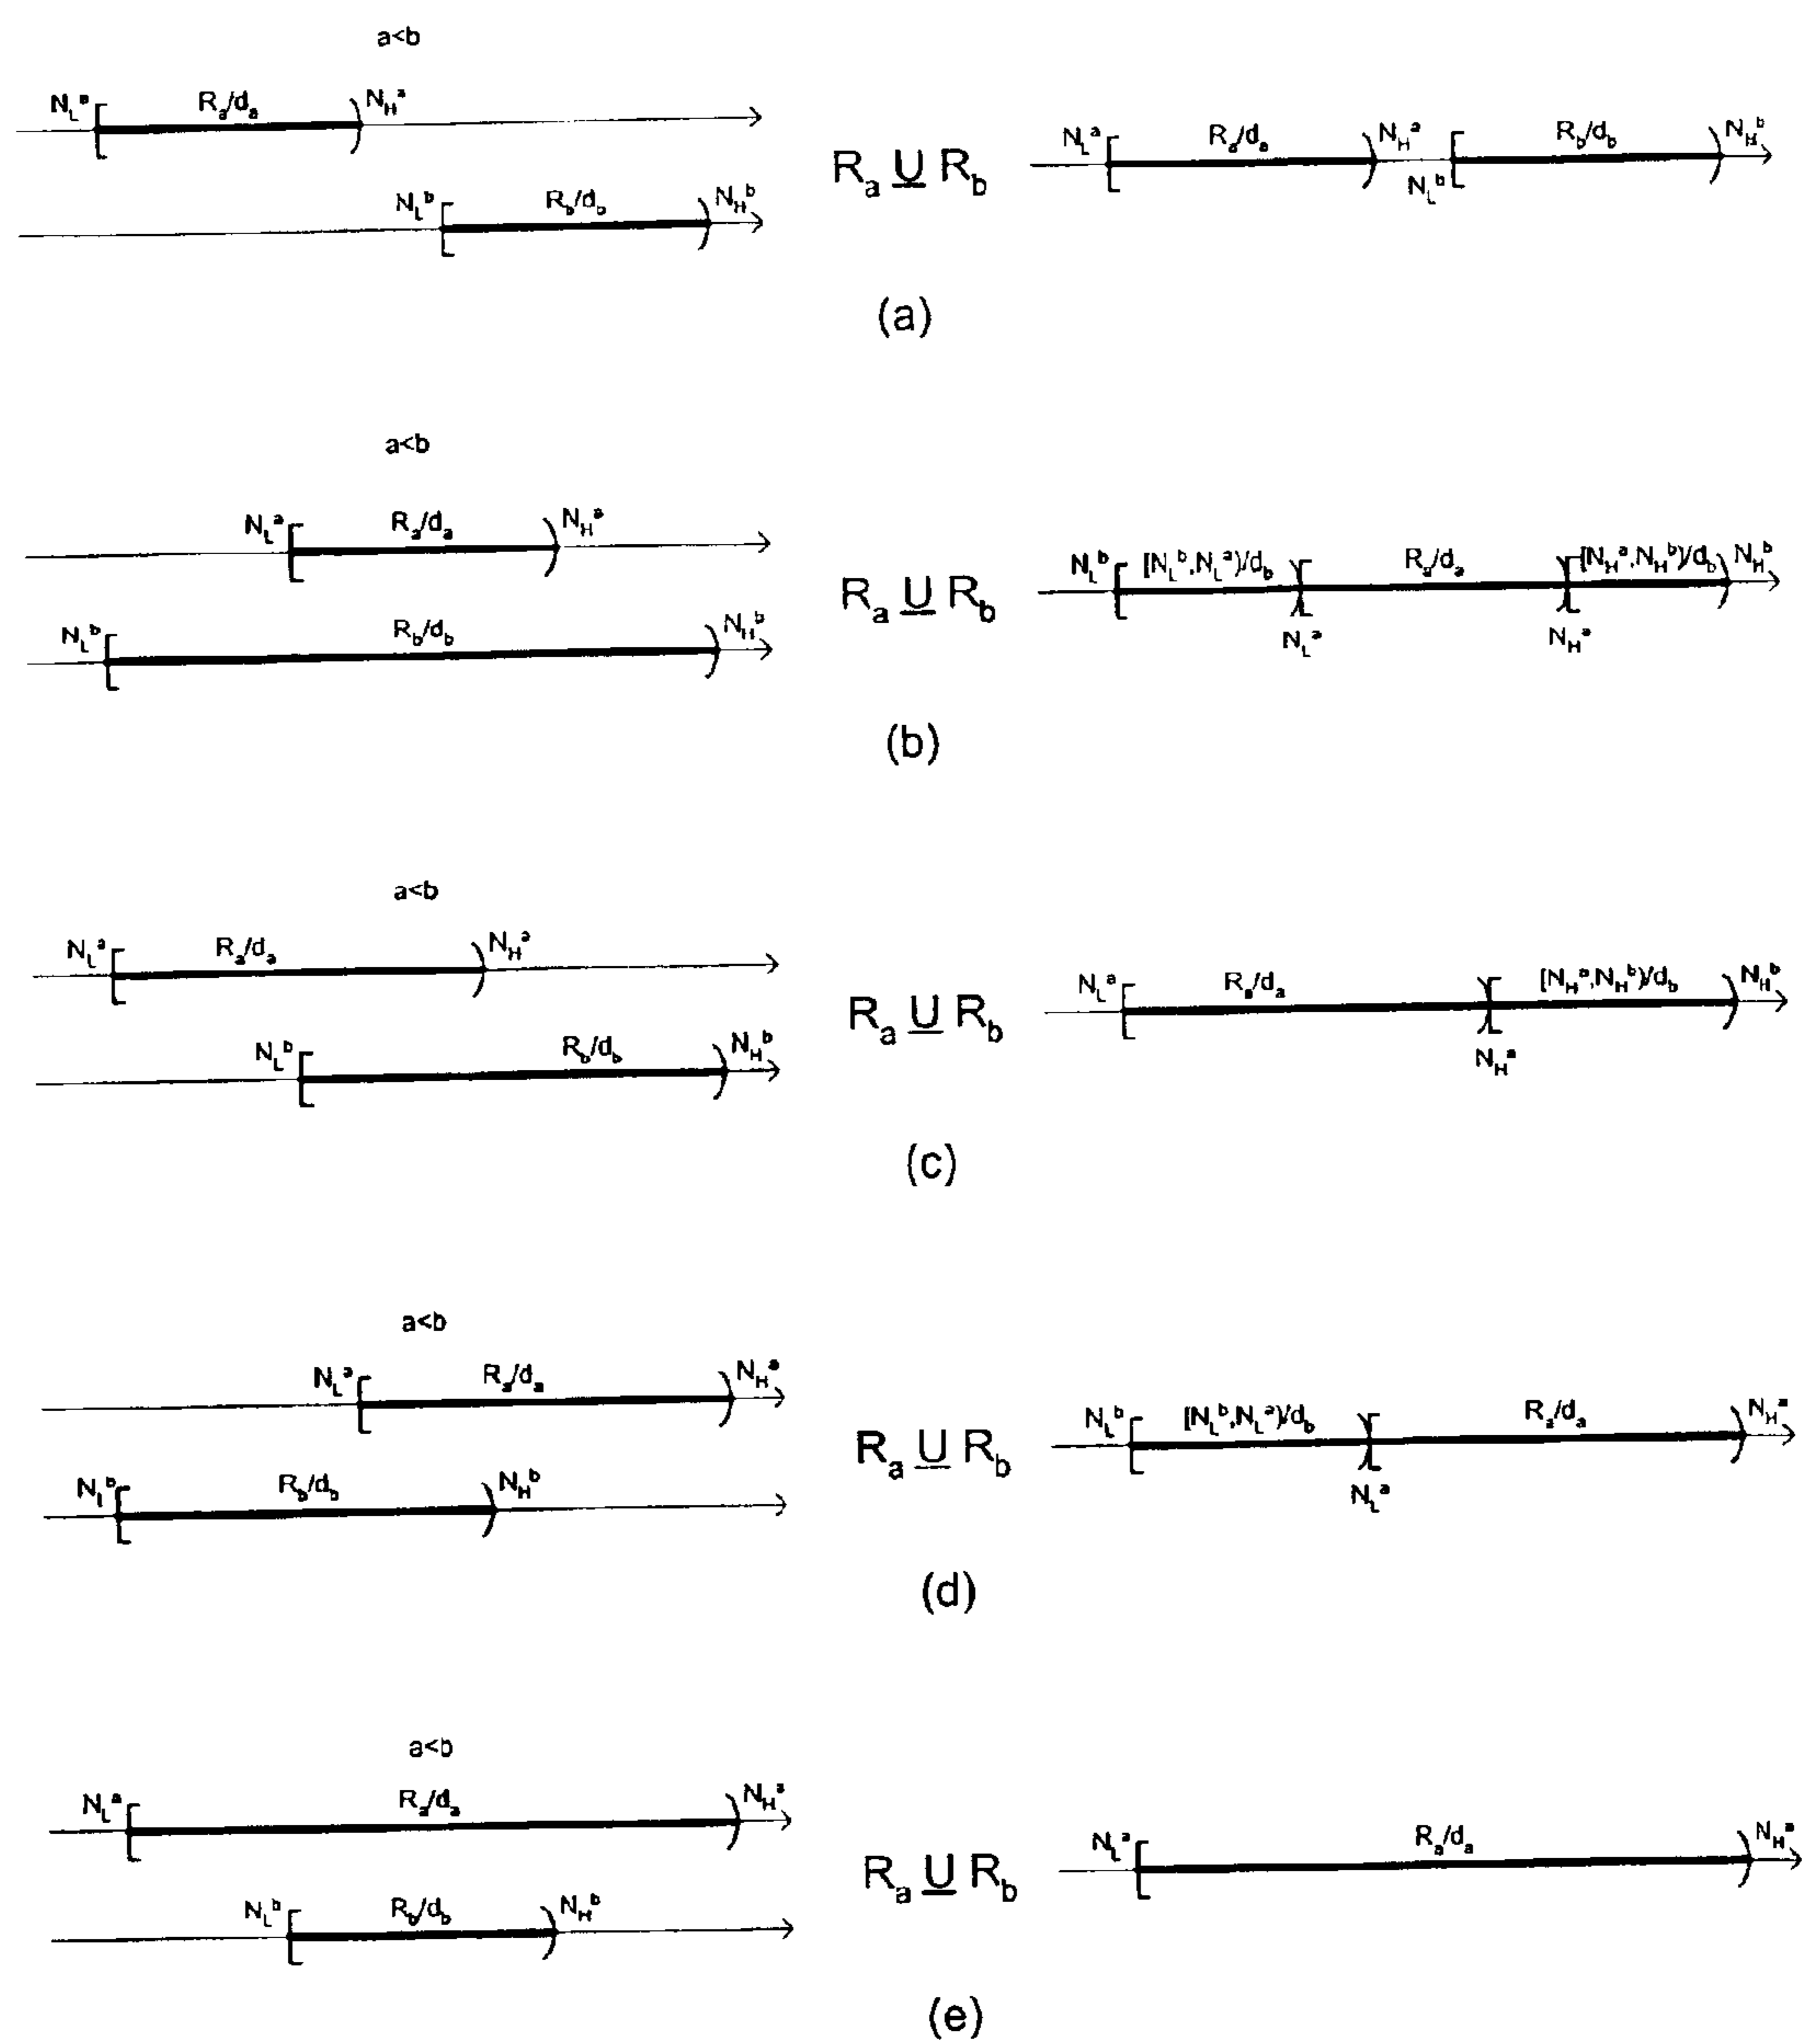 a<b
N_L^a [ R_a/d_a ) N_H^a
N_L^b [ R_b/d_b ) N_H^b
R_a U R_b
N_L^a [ R_a/d_a ) N_H^a N_L^b [ R_b/d_b ) N_H^b
(a)
a<b
N_L^a [ R_a/d_a ) N_H^a
N_L^b [ R_b/d_b ) N_H^b
R_a U R_b
N_L^b [ [N_L^b,N_L^a)/d_b )[ R_a/d_a )[ [N_H^a,N_H^b)/d_b ) N_H^b
N_L^a N_H^a
(b)
a<b
N_L^a [ R_a/d_a ) N_H^a
N_L^b [ R_b/d_b ) N_H^b
R_a U R_b
N_L^a [ R_a/d_a )[ [N_H^a,N_H^b)/d_b ) N_H^b
N_H^a
(c)
a<b
N_L^a [ R_a/d_a ) N_H^a
N_L^b [ R_b/d_b ) N_H^b
R_a U R_b
N_L^b [ [N_L^b,N_L^a)/d_b )[ R_a/d_a ) N_H^a
N_L^a
(d)
a<b
N_L^a [ R_a/d_a ) N_H^a
N_L^b [ R_b/d_b ) N_H^b
R_a U R_b
N_L^a [ R_a/d_a ) N_H^a
(e)